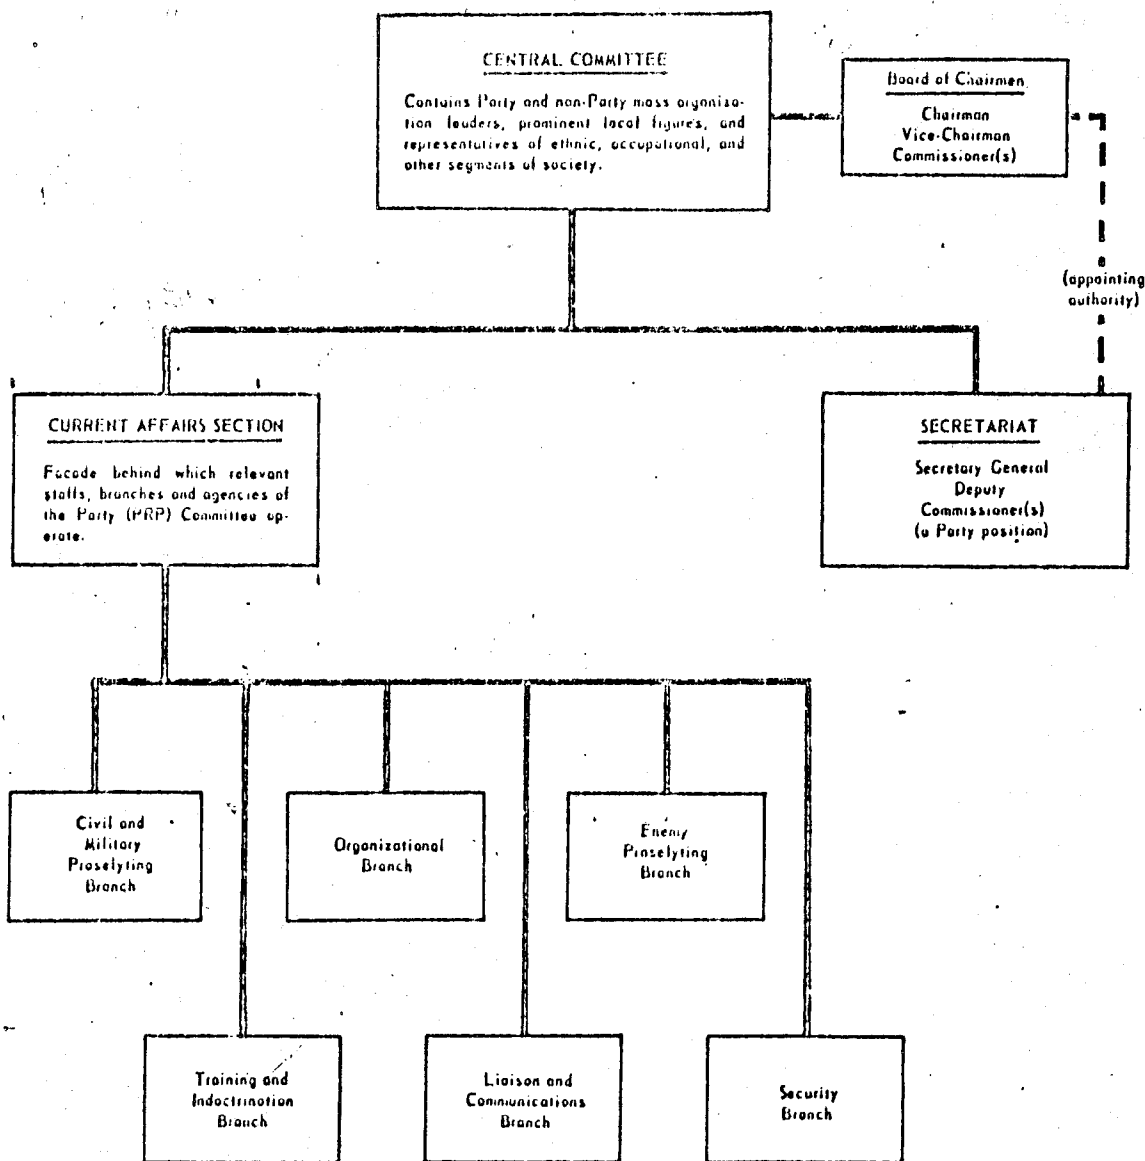 CENTRAL COMMITTEE
Contains Party and non-Party mass organiza-
tion leaders, prominent local figures, and
representatives of ethnic, occupational, and
other segments of society.
Board of Chairmen
Chairman
Vice-Chairman
Commissioner(s)
(appointing
authority)
CURRENT AFFAIRS SECTION
Facade behind which relevant
staffs, branches and agencies of
the Party (PRP) Committee op-
erate.
SECRETARIAT
Secretary General
Deputy
Commissioner(s)
(a Party position)
Civil and
Military
Proselyting
Branch
Organizational
Branch
Enemy
Proselyting
Branch
Training and
Indoctrination
Branch
Liaison and
Communications
Branch
Security
Branch